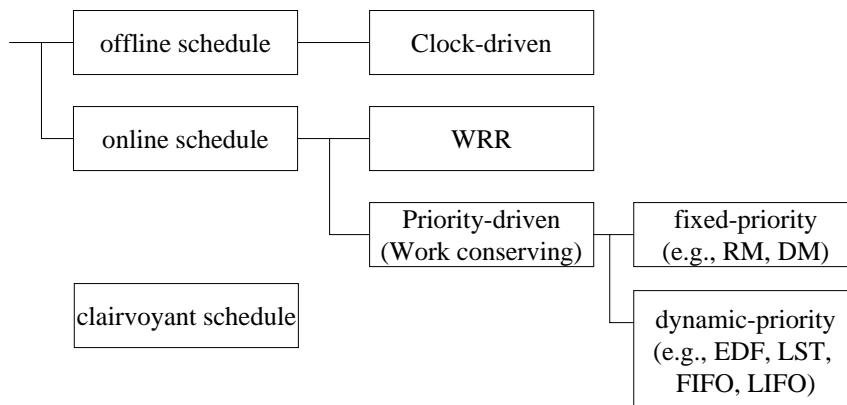 offline schedule
Clock-driven
online schedule
WRR
Priority-driven
(Work conserving)
fixed-priority
(e.g., RM, DM)
clairvoyant schedule
dynamic-priority
(e.g., EDF, LST,
FIFO, LIFO)